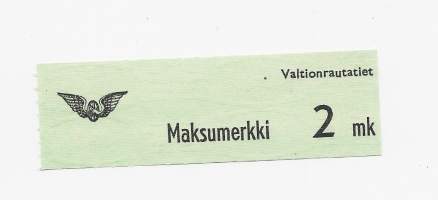 Valtionrautatiet
Maksumerkki 2 mk